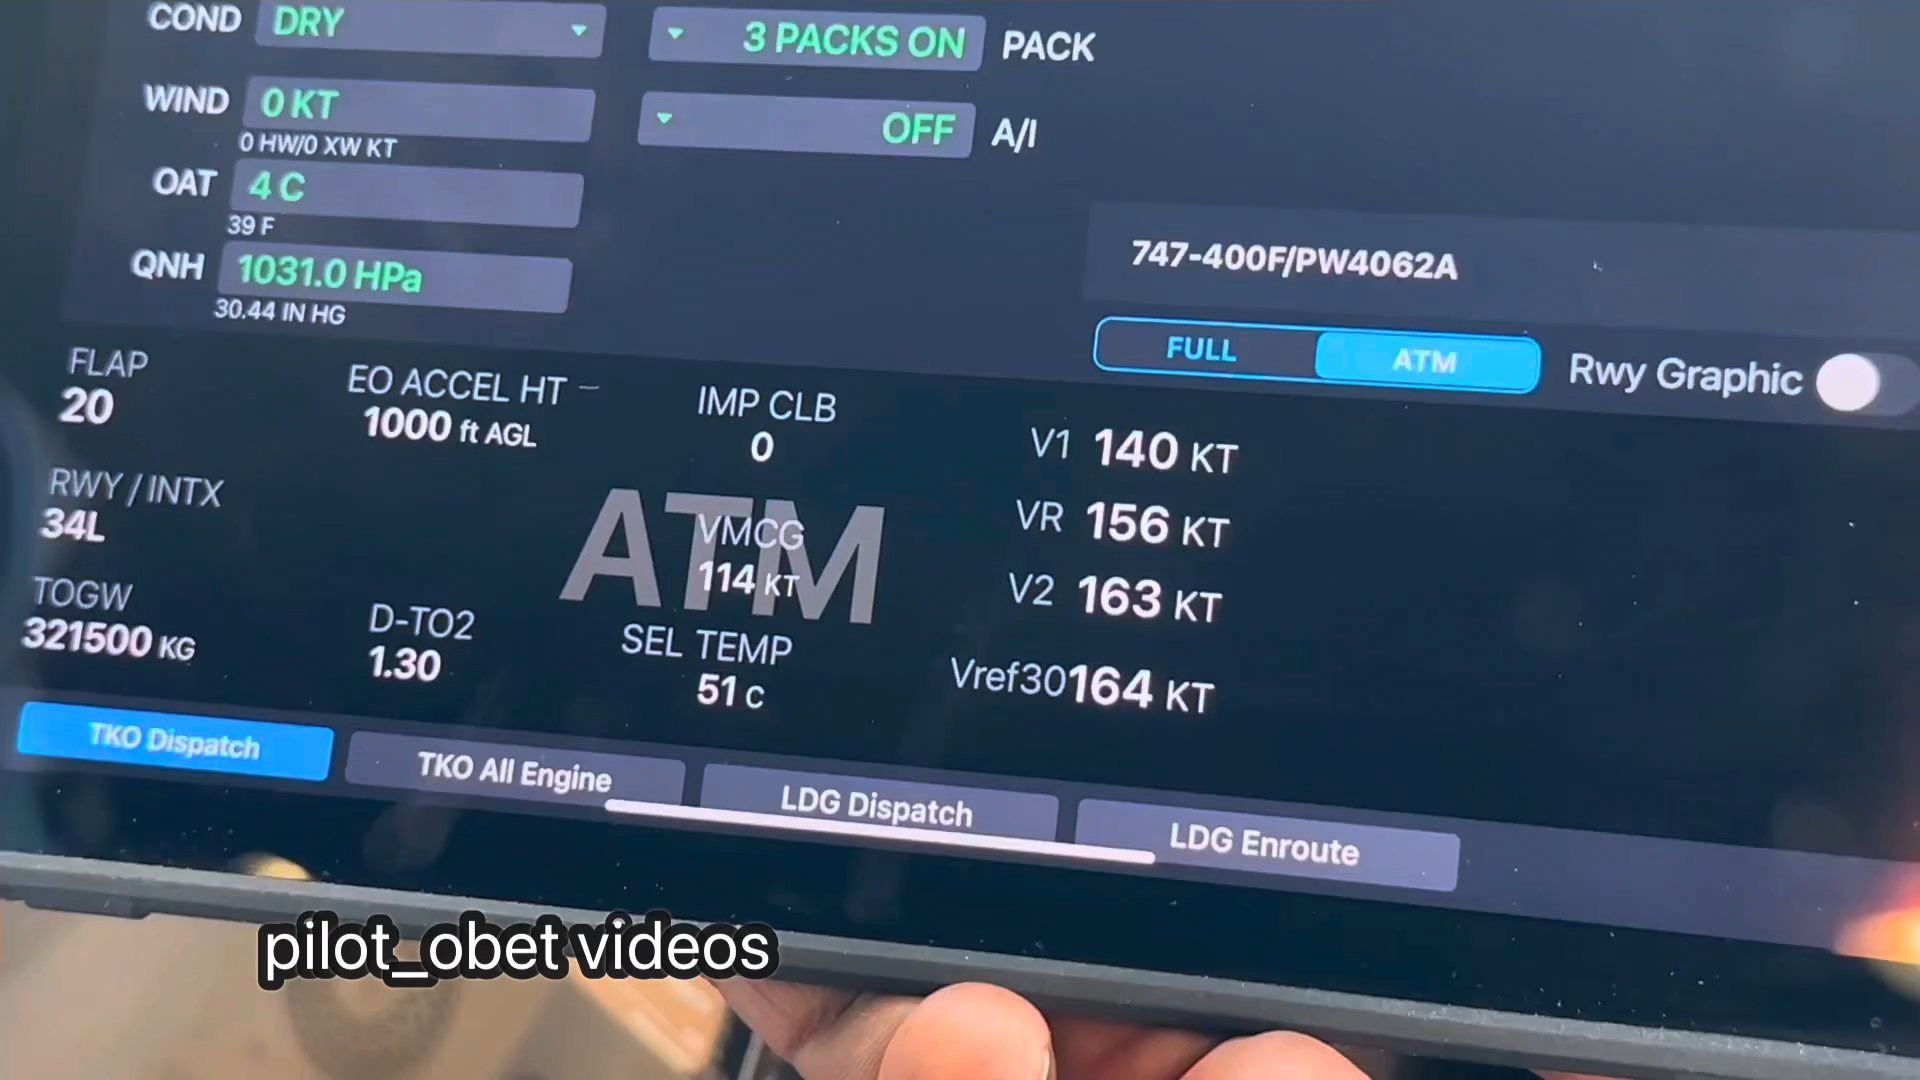 COND DRY 3 PACKS ON PACK
WIND 0 KT OFF A/I
0 HW/0 XW KT
OAT 4 C
39 F
QNH 1031.0 HPa
30.44 IN HG
747-400F/PW4062A
FULL ATM Rwy Graphic
FLAP
20
EO ACCEL HT –
1000 ft AGL
IMP CLB
0
V1 140 KT
RWY / INTX
34L
ATM
VMCG
114 KT
VR 156 KT
V2 163 KT
TOGW
321500 KG
D-TO2
1.30
SEL TEMP
51 C
Vref30 164 KT
TKO Dispatch TKO All Engine LDG Dispatch LDG Enroute
pilot_obet videos